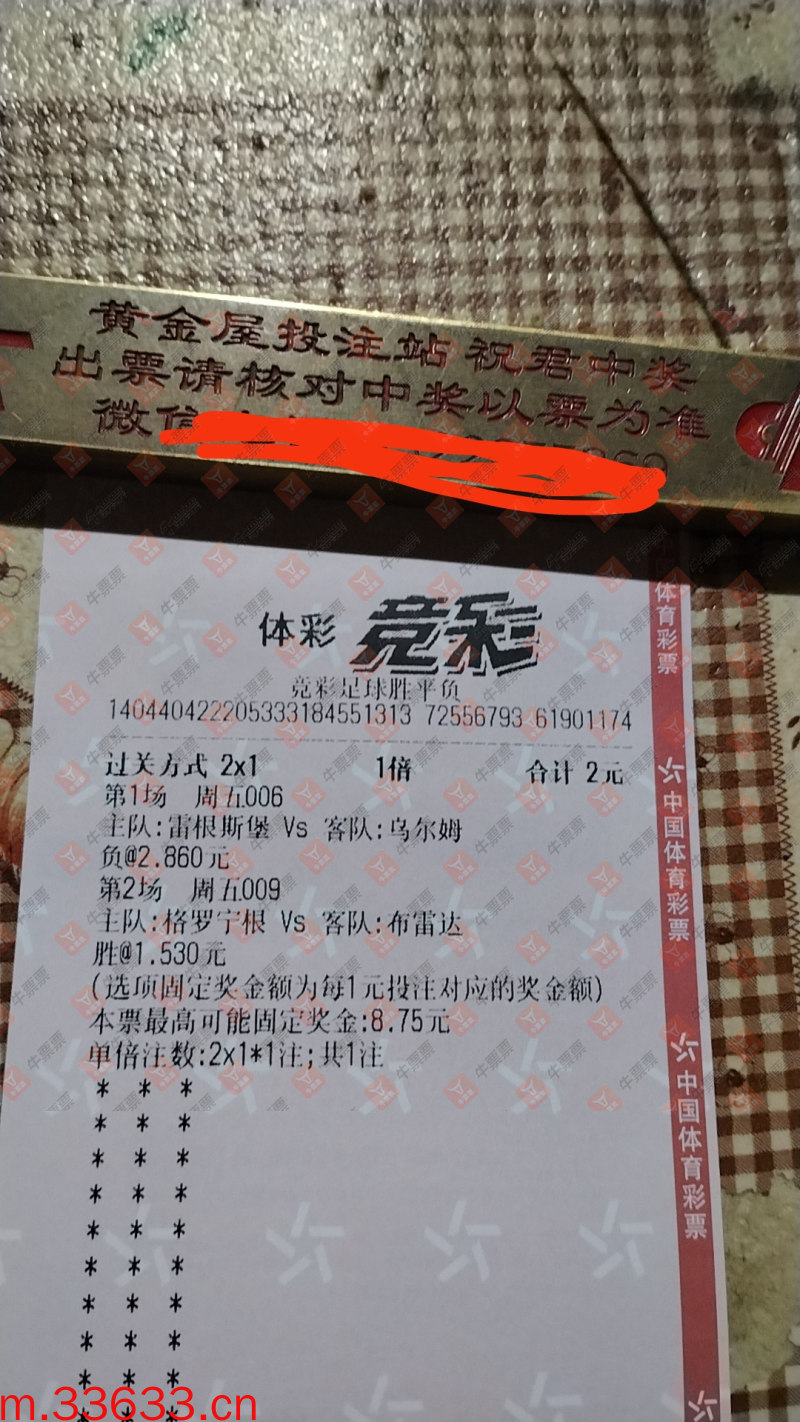 黄金屋投注站 祝君中奖
出票请核对中奖以票为准
微信
体彩 竞彩
竞彩足球胜平负
1404404222053331845​51313 72556793 61901174
过关方式 2x1 1倍 合计 2元
第1场 周五006
主队:雷根斯堡 Vs 客队:乌尔姆
负@2.860元
第2场 周五009
主队:格罗宁根 Vs 客队:布雷达
胜@1.530元
(选项固定奖金额为每1元投注对应的奖金额)
本票最高可能固定奖金:8.75元
单倍注数:2x1*1注;共1注
* * *
* * *
* * *
* * *
* * *
* * *
* * *
* * *
* * *
* * *
体育彩票
中国体育彩票
中国体育彩票
牛票票
m.33633.cn